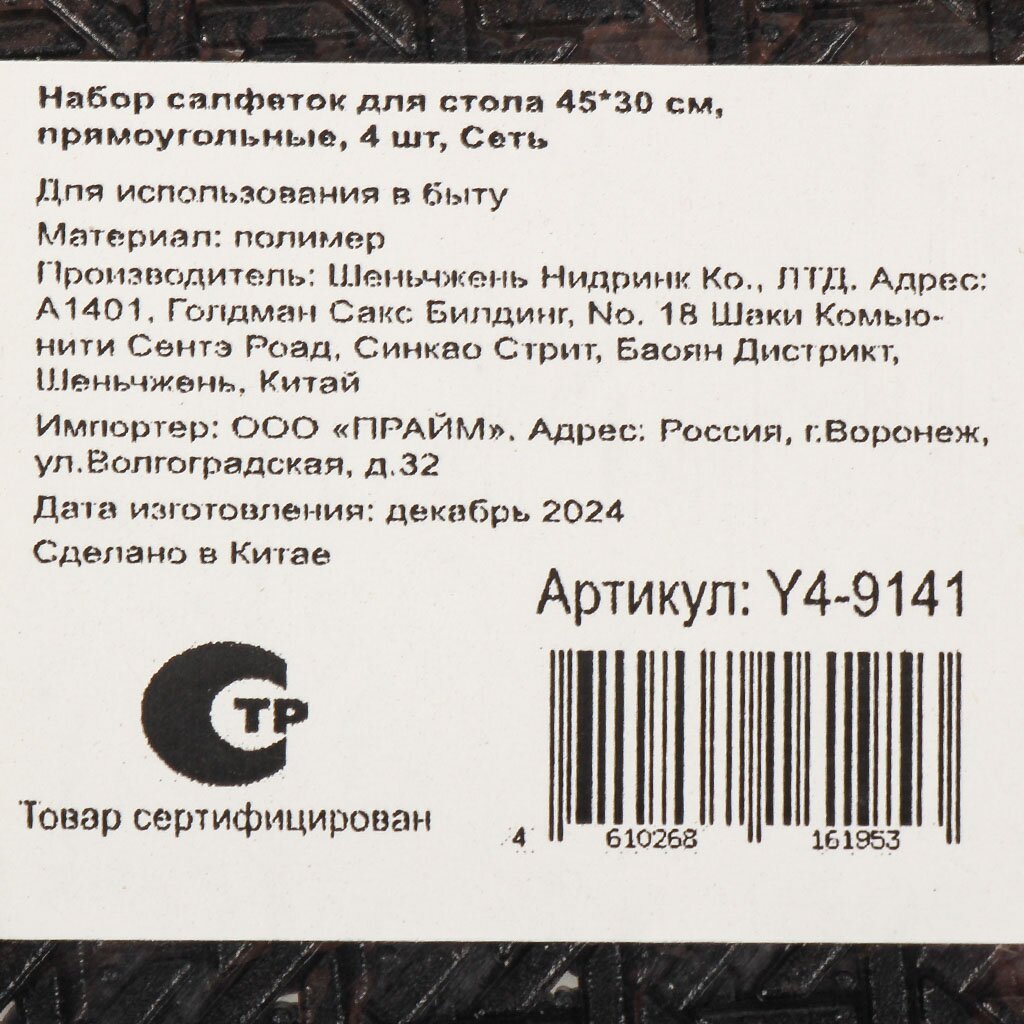 Набор салфеток для стола 45*30 см,
прямоугольные, 4 шт, Сеть
Для использования в быту
Материал: полимер
Производитель: Шеньчжень Нидринк Ко., ЛТД. Адрес:
А1401, Голдман Сакс Билдинг, No. 18 Шаки Комью-
нити Сентэ Роад, Синкао Стрит, Баоян Дистрикт,
Шеньчжень, Китай
Импортер: ООО «ПРАЙМ». Адрес: Россия, г.Воронеж,
ул.Волгоградская, д.32
Дата изготовления: декабрь 2024
Сделано в Китае
Артикул: Y4-9141
СТР
Товар сертифицирован
4 610268 161953